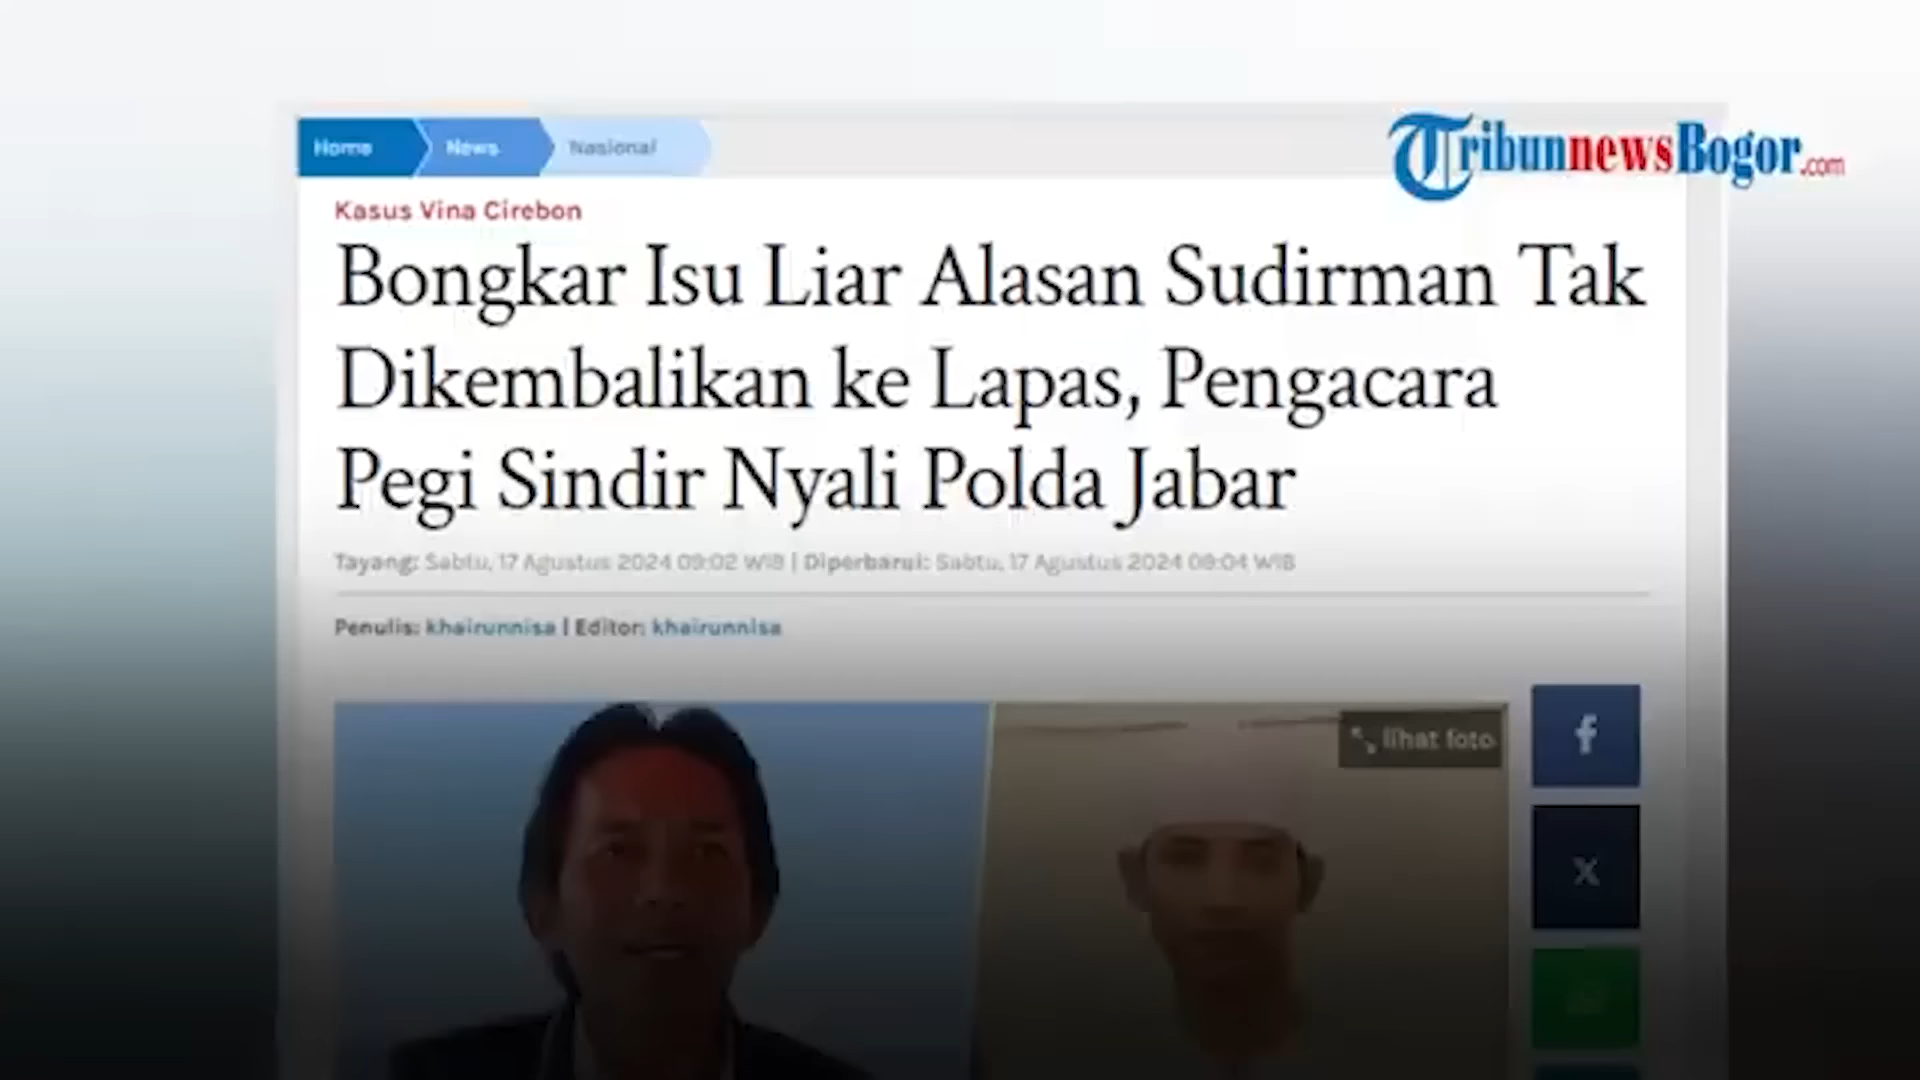 Home News Nasional
TribunnewsBogor.com
Kasus Vina Cirebon
Bongkar Isu Liar Alasan Sudirman Tak
Dikembalikan ke Lapas, Pengacara
Pegi Sindir Nyali Polda Jabar
Tayang: Sabtu, 17 Agustus 2024 09:02 WIB | Diperbarui: Sabtu, 17 Agustus 2024 09:04 WIB
Penulis: khairunnisa | Editor: khairunnisa
lihat foto
f
X